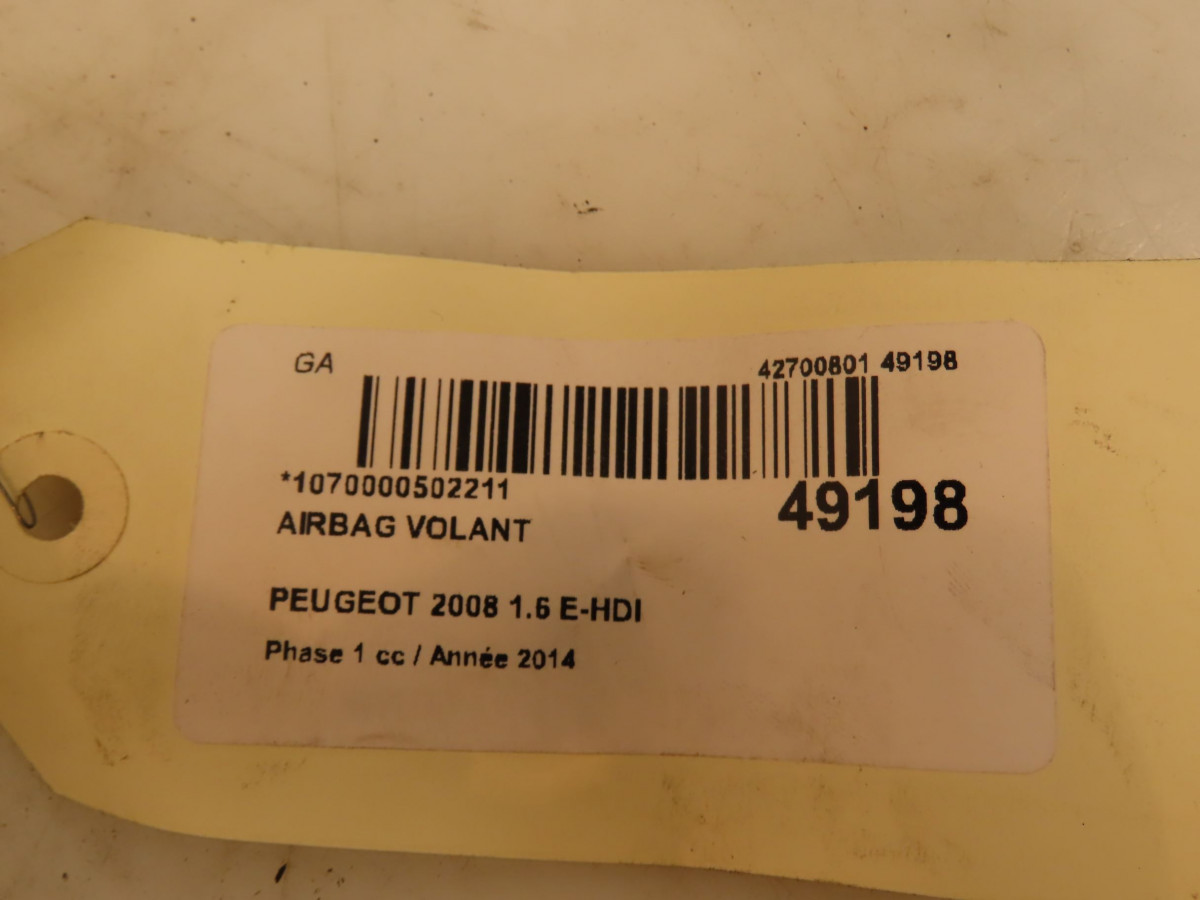 GA
42700801 49198
*1070000502211
49198
AIRBAG VOLANT
PEUGEOT 2008 1.6 E-HDI
Phase 1 cc / Année 2014